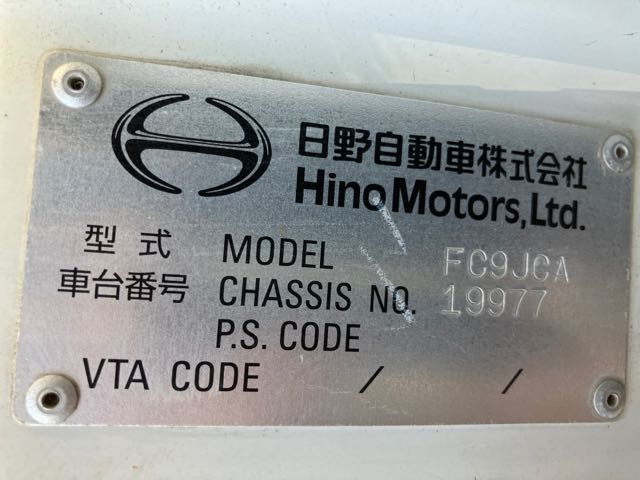 日野自動車株式会社
Hino Motors, Ltd.
型式 MODEL FC9JCA
車台番号 CHASSIS NO. 19977
P.S. CODE
VTA CODE / /